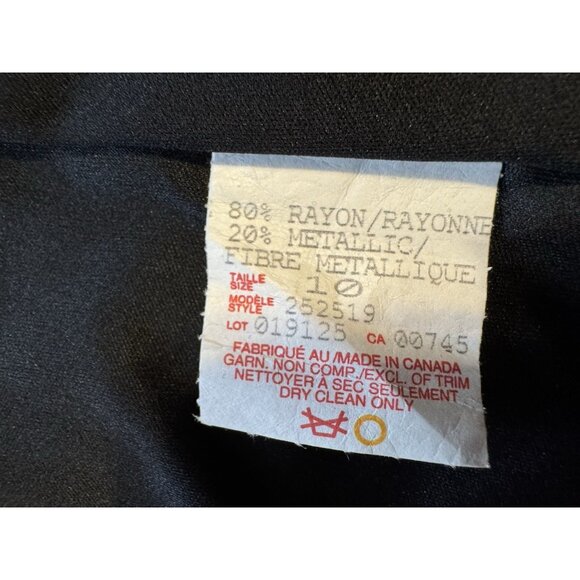 80% RAYON/RAYONNE
20% METALLIC/
FIBRE METALLIQUE
TAILLE
SIZE 10
MODÈLE
STYLE 252519
LOT 019125 CA 00745
FABRIQUÉ AU/MADE IN CANADA
GARN. NON COMP./EXCL. OF TRIM
NETTOYER A SEC SEULEMENT
DRY CLEAN ONLY